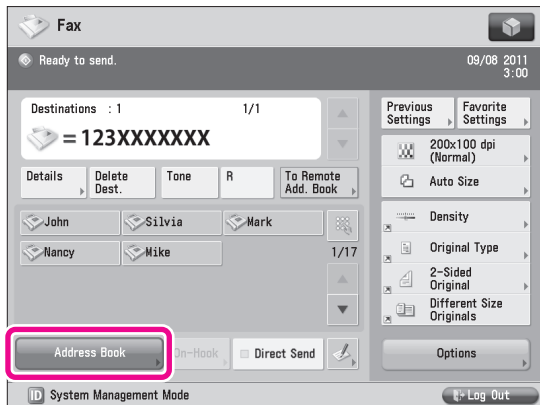 Fax
Ready to send.
09/08 2011
3:00
Destinations : 1
1/1
= 123XXXXXXX
Details
Delete
Dest.
Tone
R
To Remote
Add. Book
John
Silvia
Mark
Nancy
Mike
1/17
Address Book
On-Hook
Direct Send
Previous
Settings
Favorite
Settings
200x100 dpi
(Normal)
Auto Size
Density
Original Type
2-Sided
Original
Different Size
Originals
Options
ID System Management Mode
Log Out